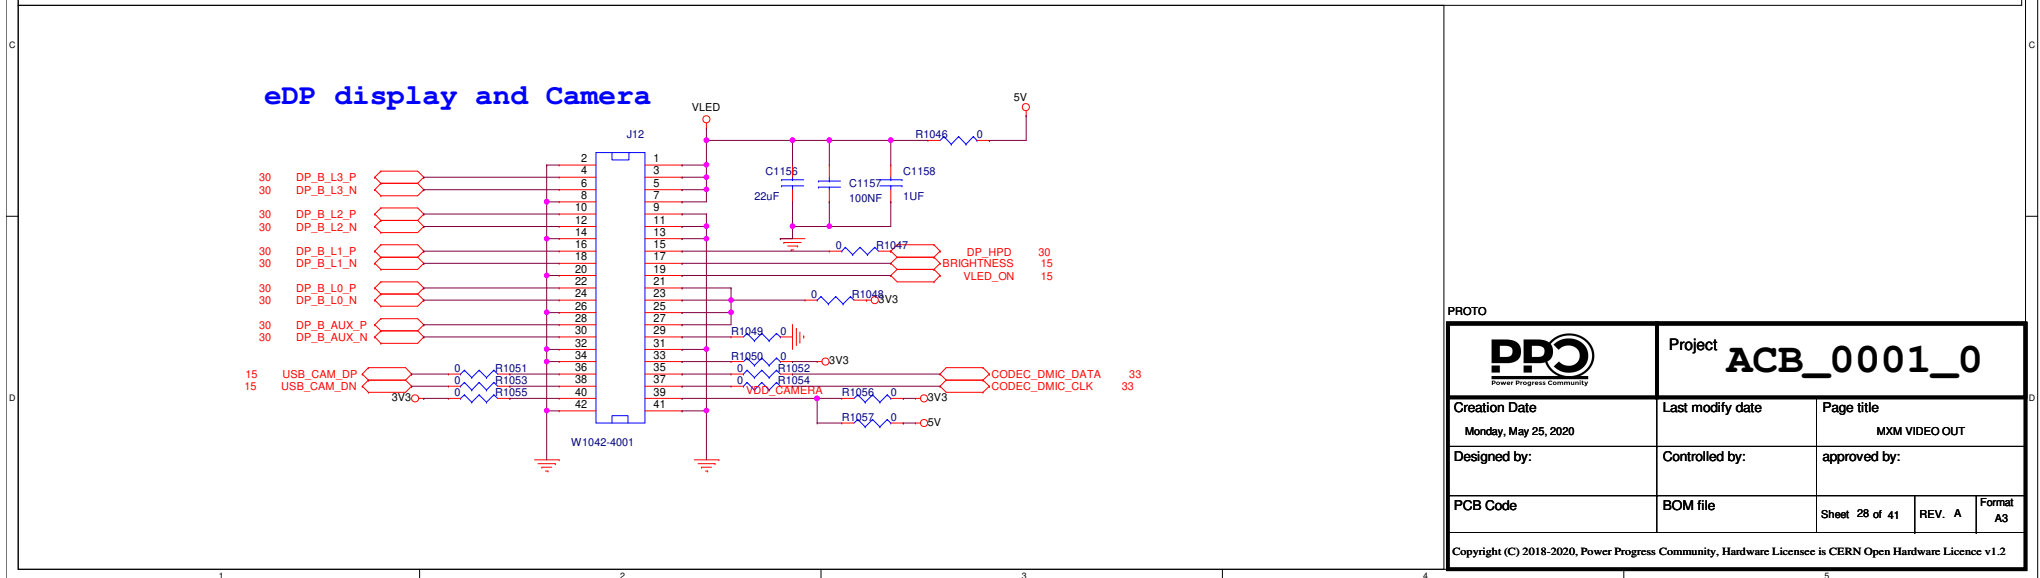 C
C
eDP display and Camera
VLED
5V
J12
R1046
0
2
1
4
3
6
5
8
7
10
9
12
11
14
13
16
15
18
17
20
19
22
21
24
23
26
25
28
27
30
29
32
31
34
33
36
35
38
37
40
39
42
41
W1042-4001
C1156
22uF
C1157
100NF
C1158
1UF
30 DP_B_L3_P
30 DP_B_L3_N
30 DP_B_L2_P
30 DP_B_L2_N
30 DP_B_L1_P
30 DP_B_L1_N
30 DP_B_L0_P
30 DP_B_L0_N
30 DP_B_AUX_P
30 DP_B_AUX_N
15 USB_CAM_DP
0 R1051
15 USB_CAM_DN
0 R1053
3V3
0 R1055
0 R1047
DP_HPD 30
BRIGHTNESS 15
VLED_ON 15
0 R1048
3V3
R1049 0
R1050 0
3V3
0 R1052
CODEC_DMIC_DATA 33
0 R1054
CODEC_DMIC_CLK 33
VDD_CAMERA
R1056 0
3V3
R1057 0
5V
PROTO
PPC
Power Progress Community
Project ACB_0001_0
D
D
Creation Date
Monday, May 25, 2020
Last modify date
Page title
MXM VIDEO OUT
Designed by:
Controlled by:
approved by:
PCB Code
BOM file
Sheet 28 of 41
REV. A
Format
A3
Copyright (C) 2018-2020, Power Progress Community, Hardware Licensee is CERN Open Hardware Licence v1.2
1
2
3
4
5